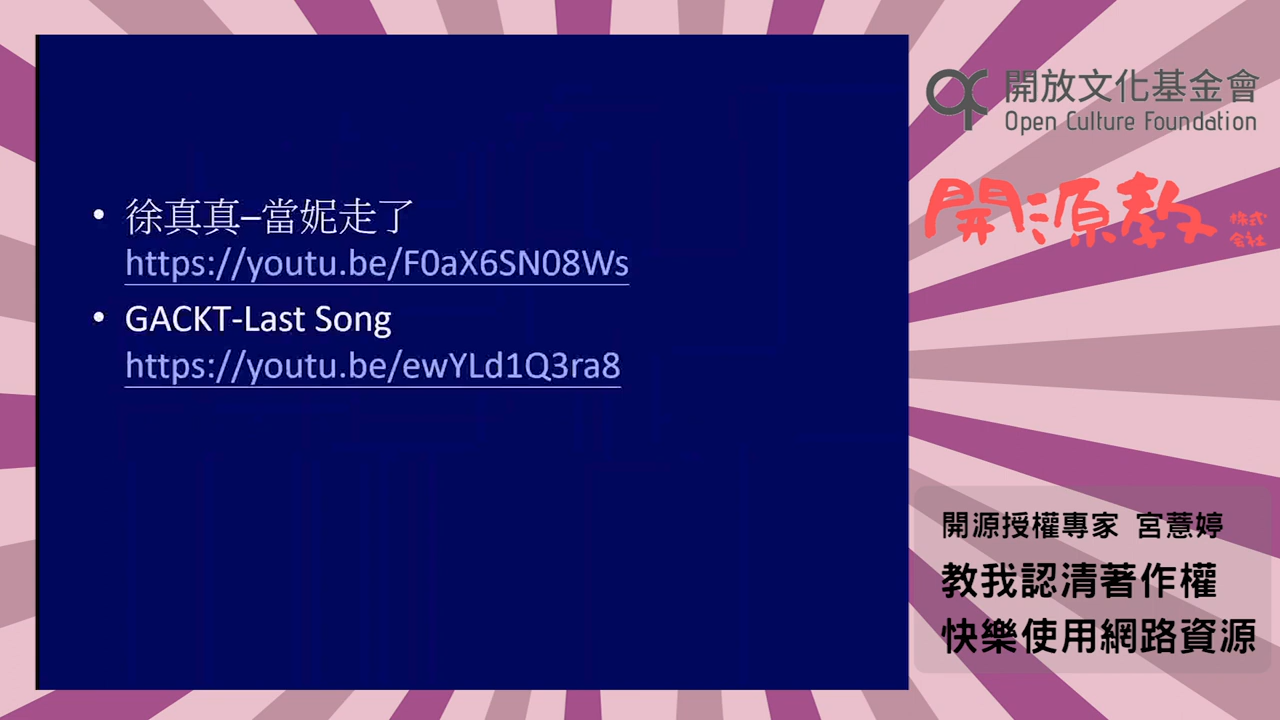 • 徐真真–當妮走了
https://youtu.be/F0aX6SN08Ws
• GACKT-Last Song
https://youtu.be/ewYLd1Q3ra8
開放文化基金會
Open Culture Foundation
開源教 株式会社
開源授權專家 宮薏婷
教我認清著作權
快樂使用網路資源